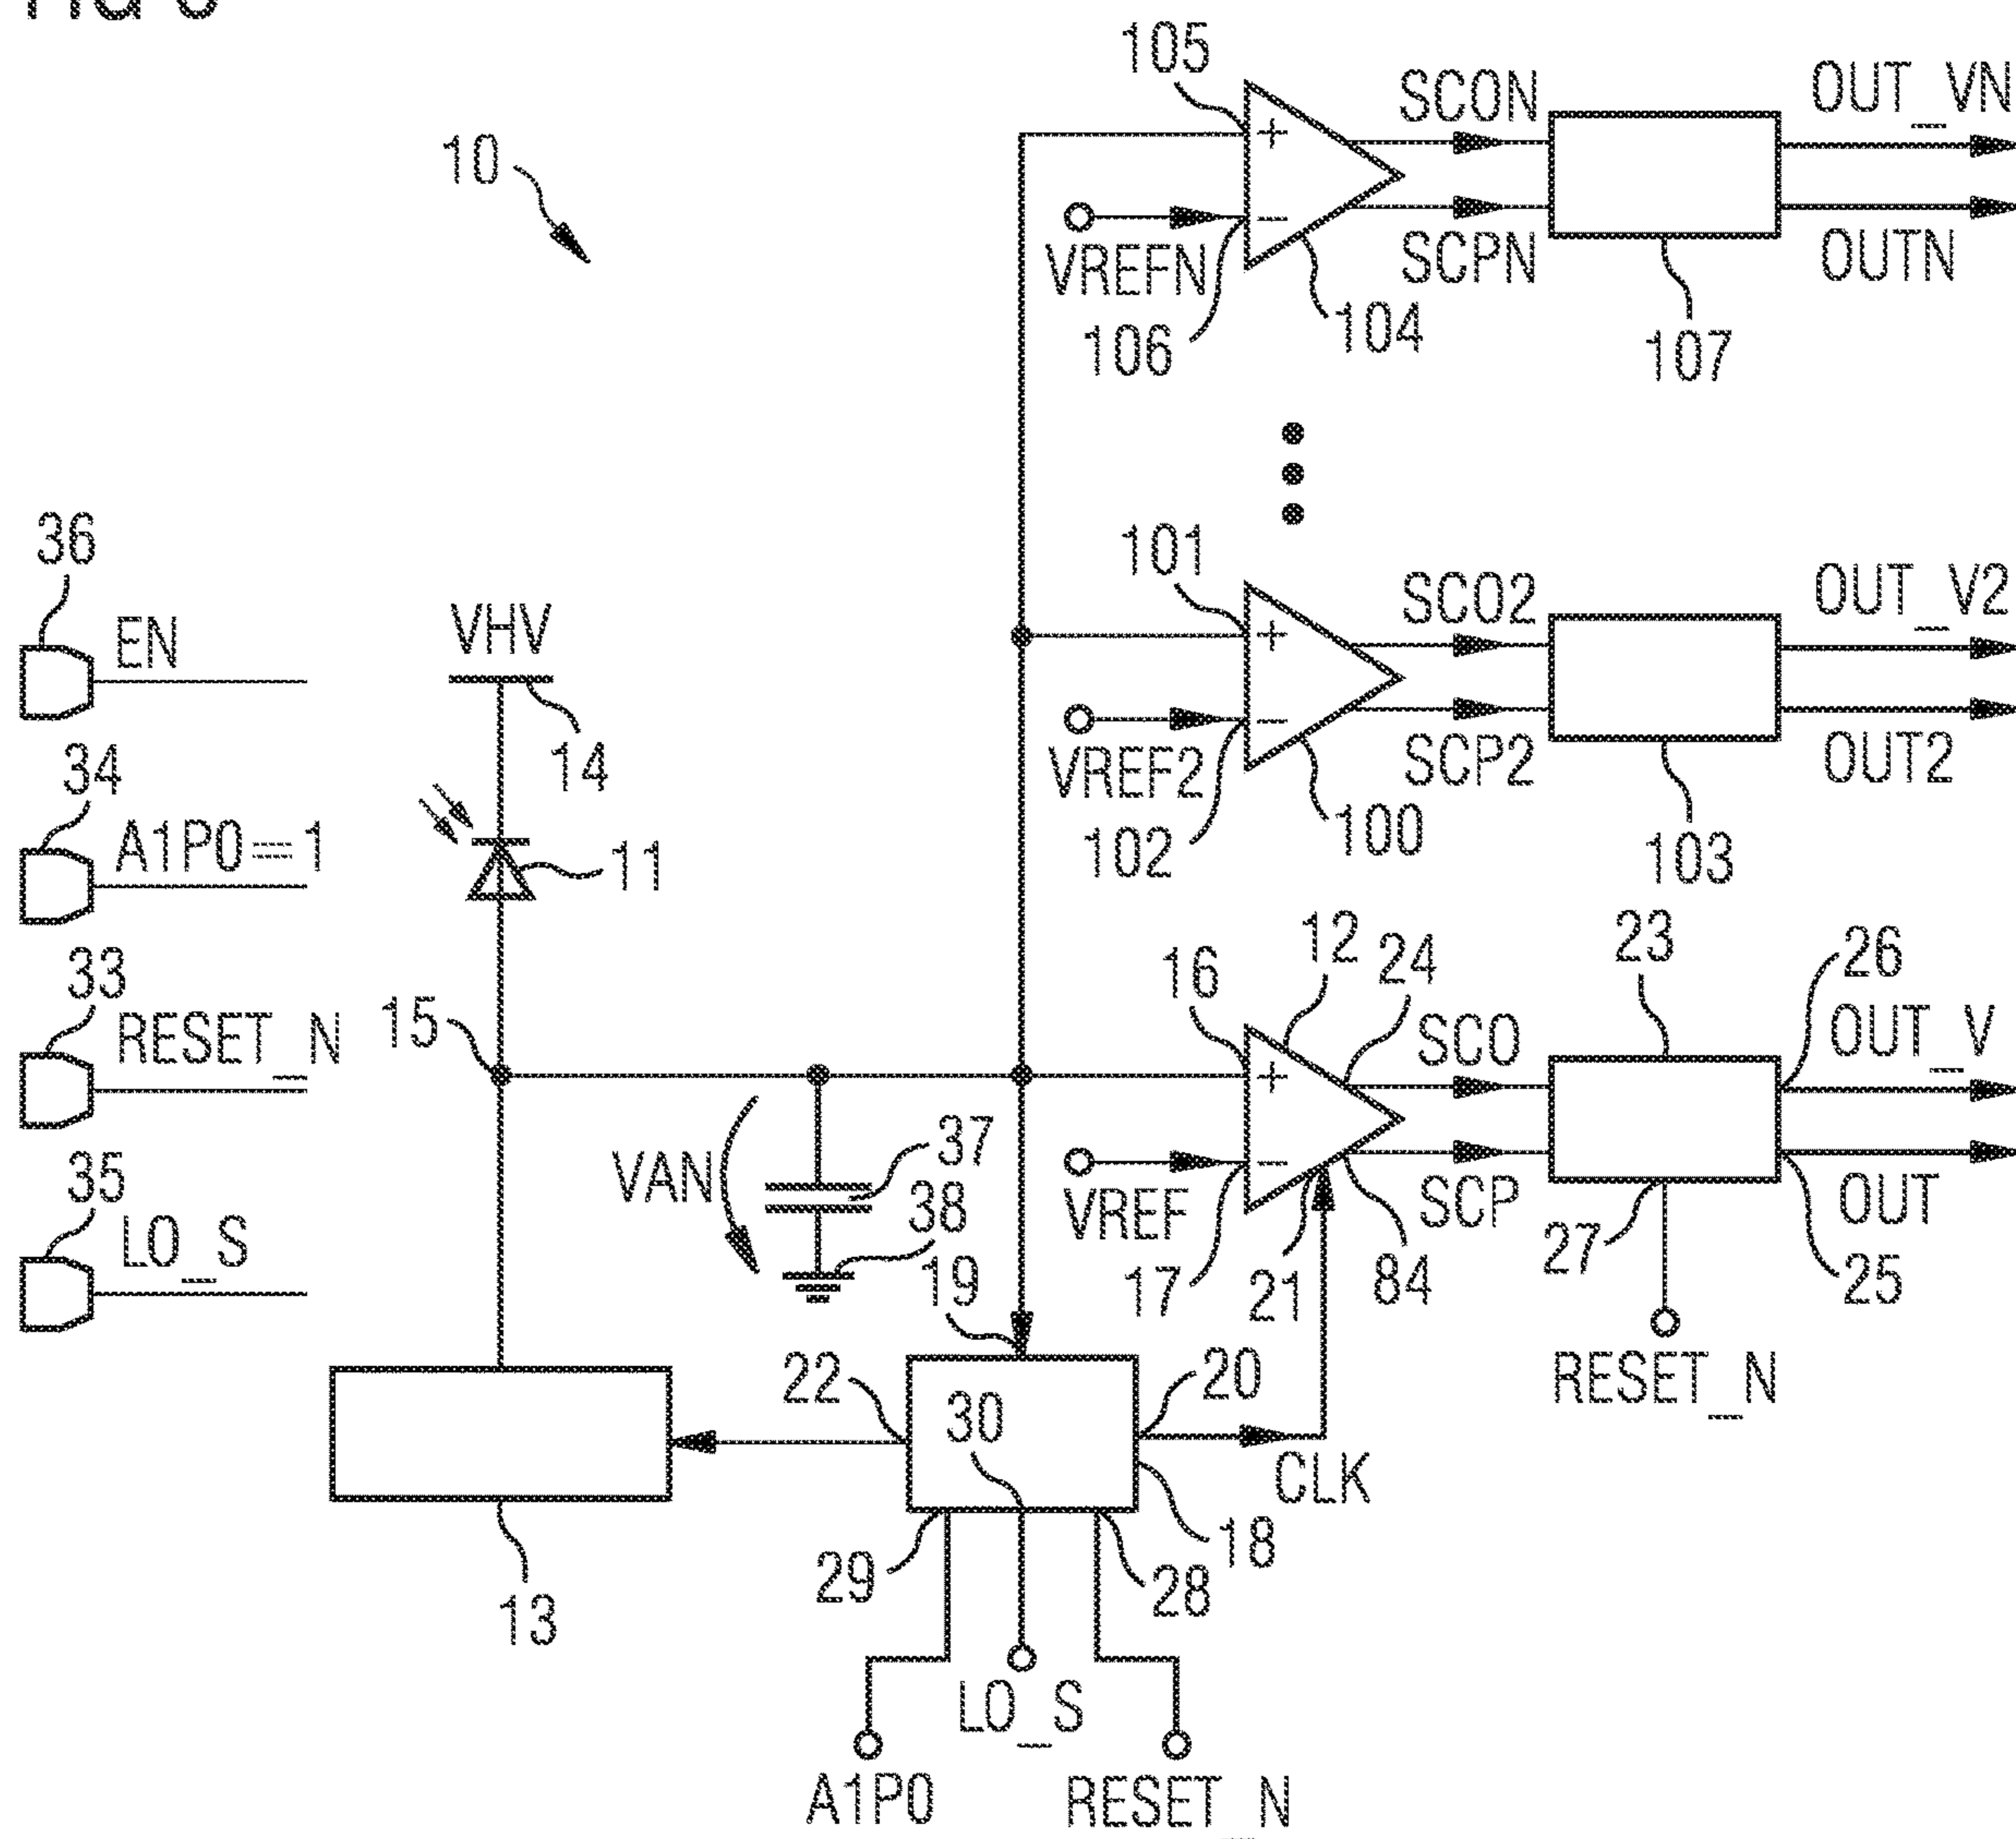 105
SCON
OUT_VN
10
+
−
VREFN
SCPN
OUTN
106
104
107
36
EN
VHV
101
SCO2
OUT_V2
+
−
14
34
A1P0==1
VREF2
SCP2
OUT2
11
102
100
103
33
RESET_N
15
16
12
24
SCO
23
26
OUT_V
+
−
35
LO_S
VAN
37
38
VREF
SCP
OUT
19
17
21
84
27
25
22
30
20
RESET_N
CLK
13
29
28
18
LO_S
A1P0
RESET_N